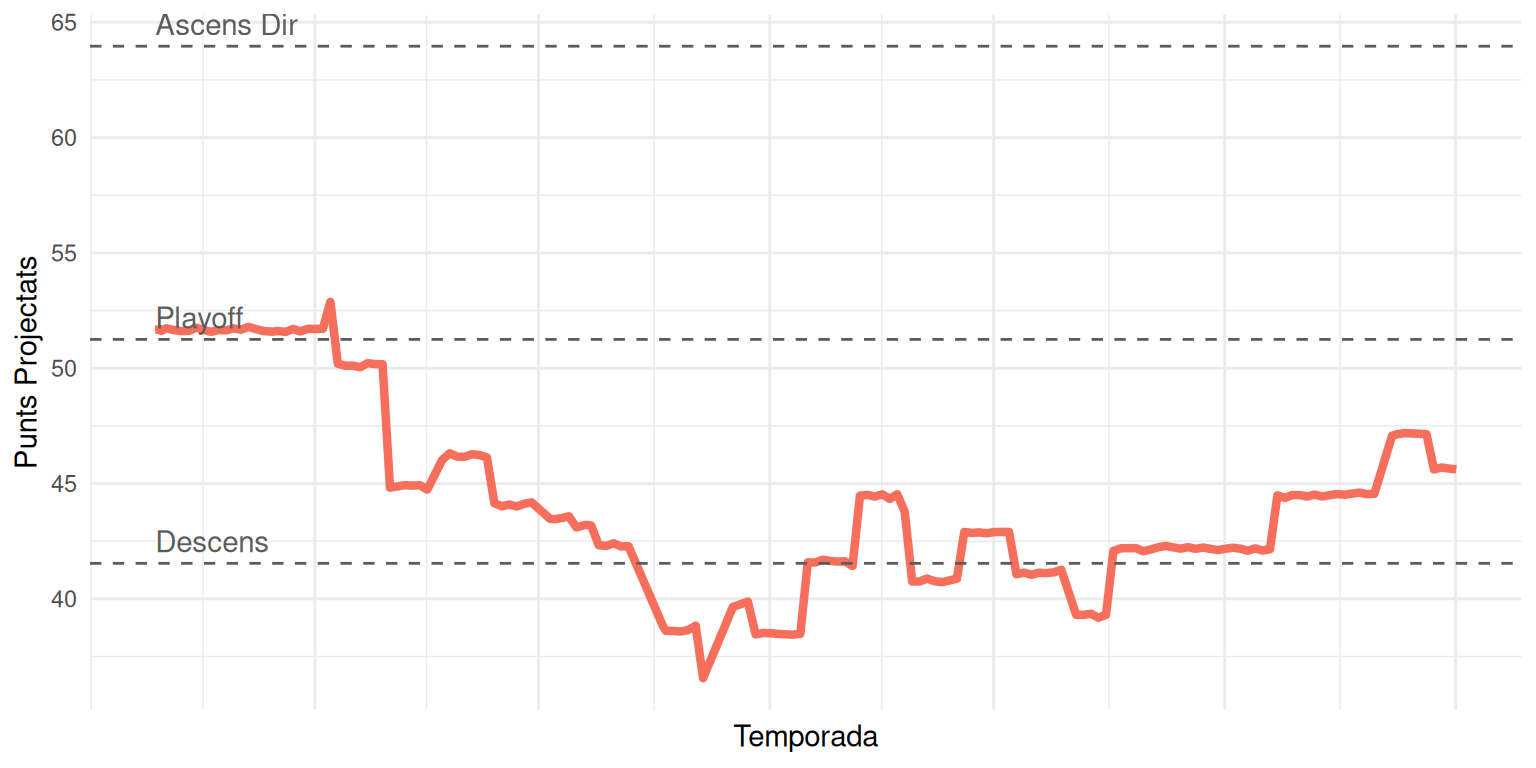 65
Ascens Dir
60
55
Playoff
50
45
Descens
40
Punts Projectats
Temporada